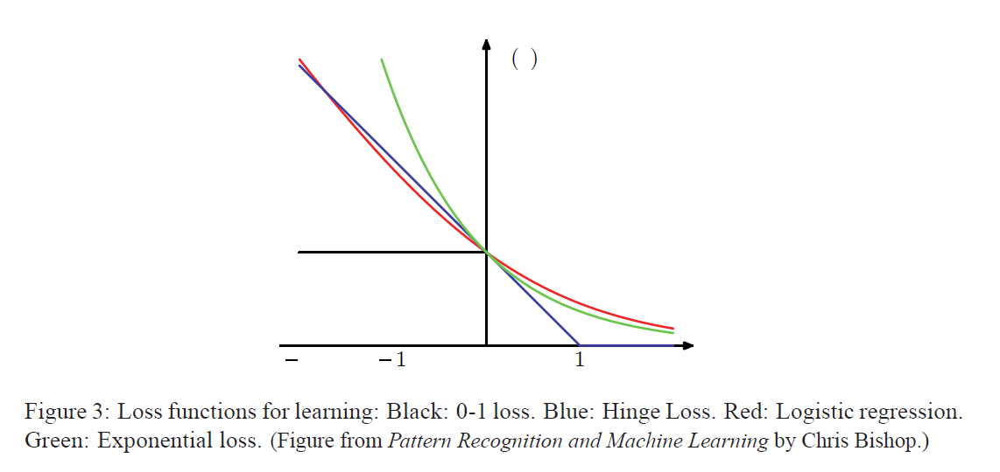 ( )
− −1 1
Figure 3: Loss functions for learning: Black: 0-1 loss. Blue: Hinge Loss. Red: Logistic regression.
Green: Exponential loss. (Figure from Pattern Recognition and Machine Learning by Chris Bishop.)